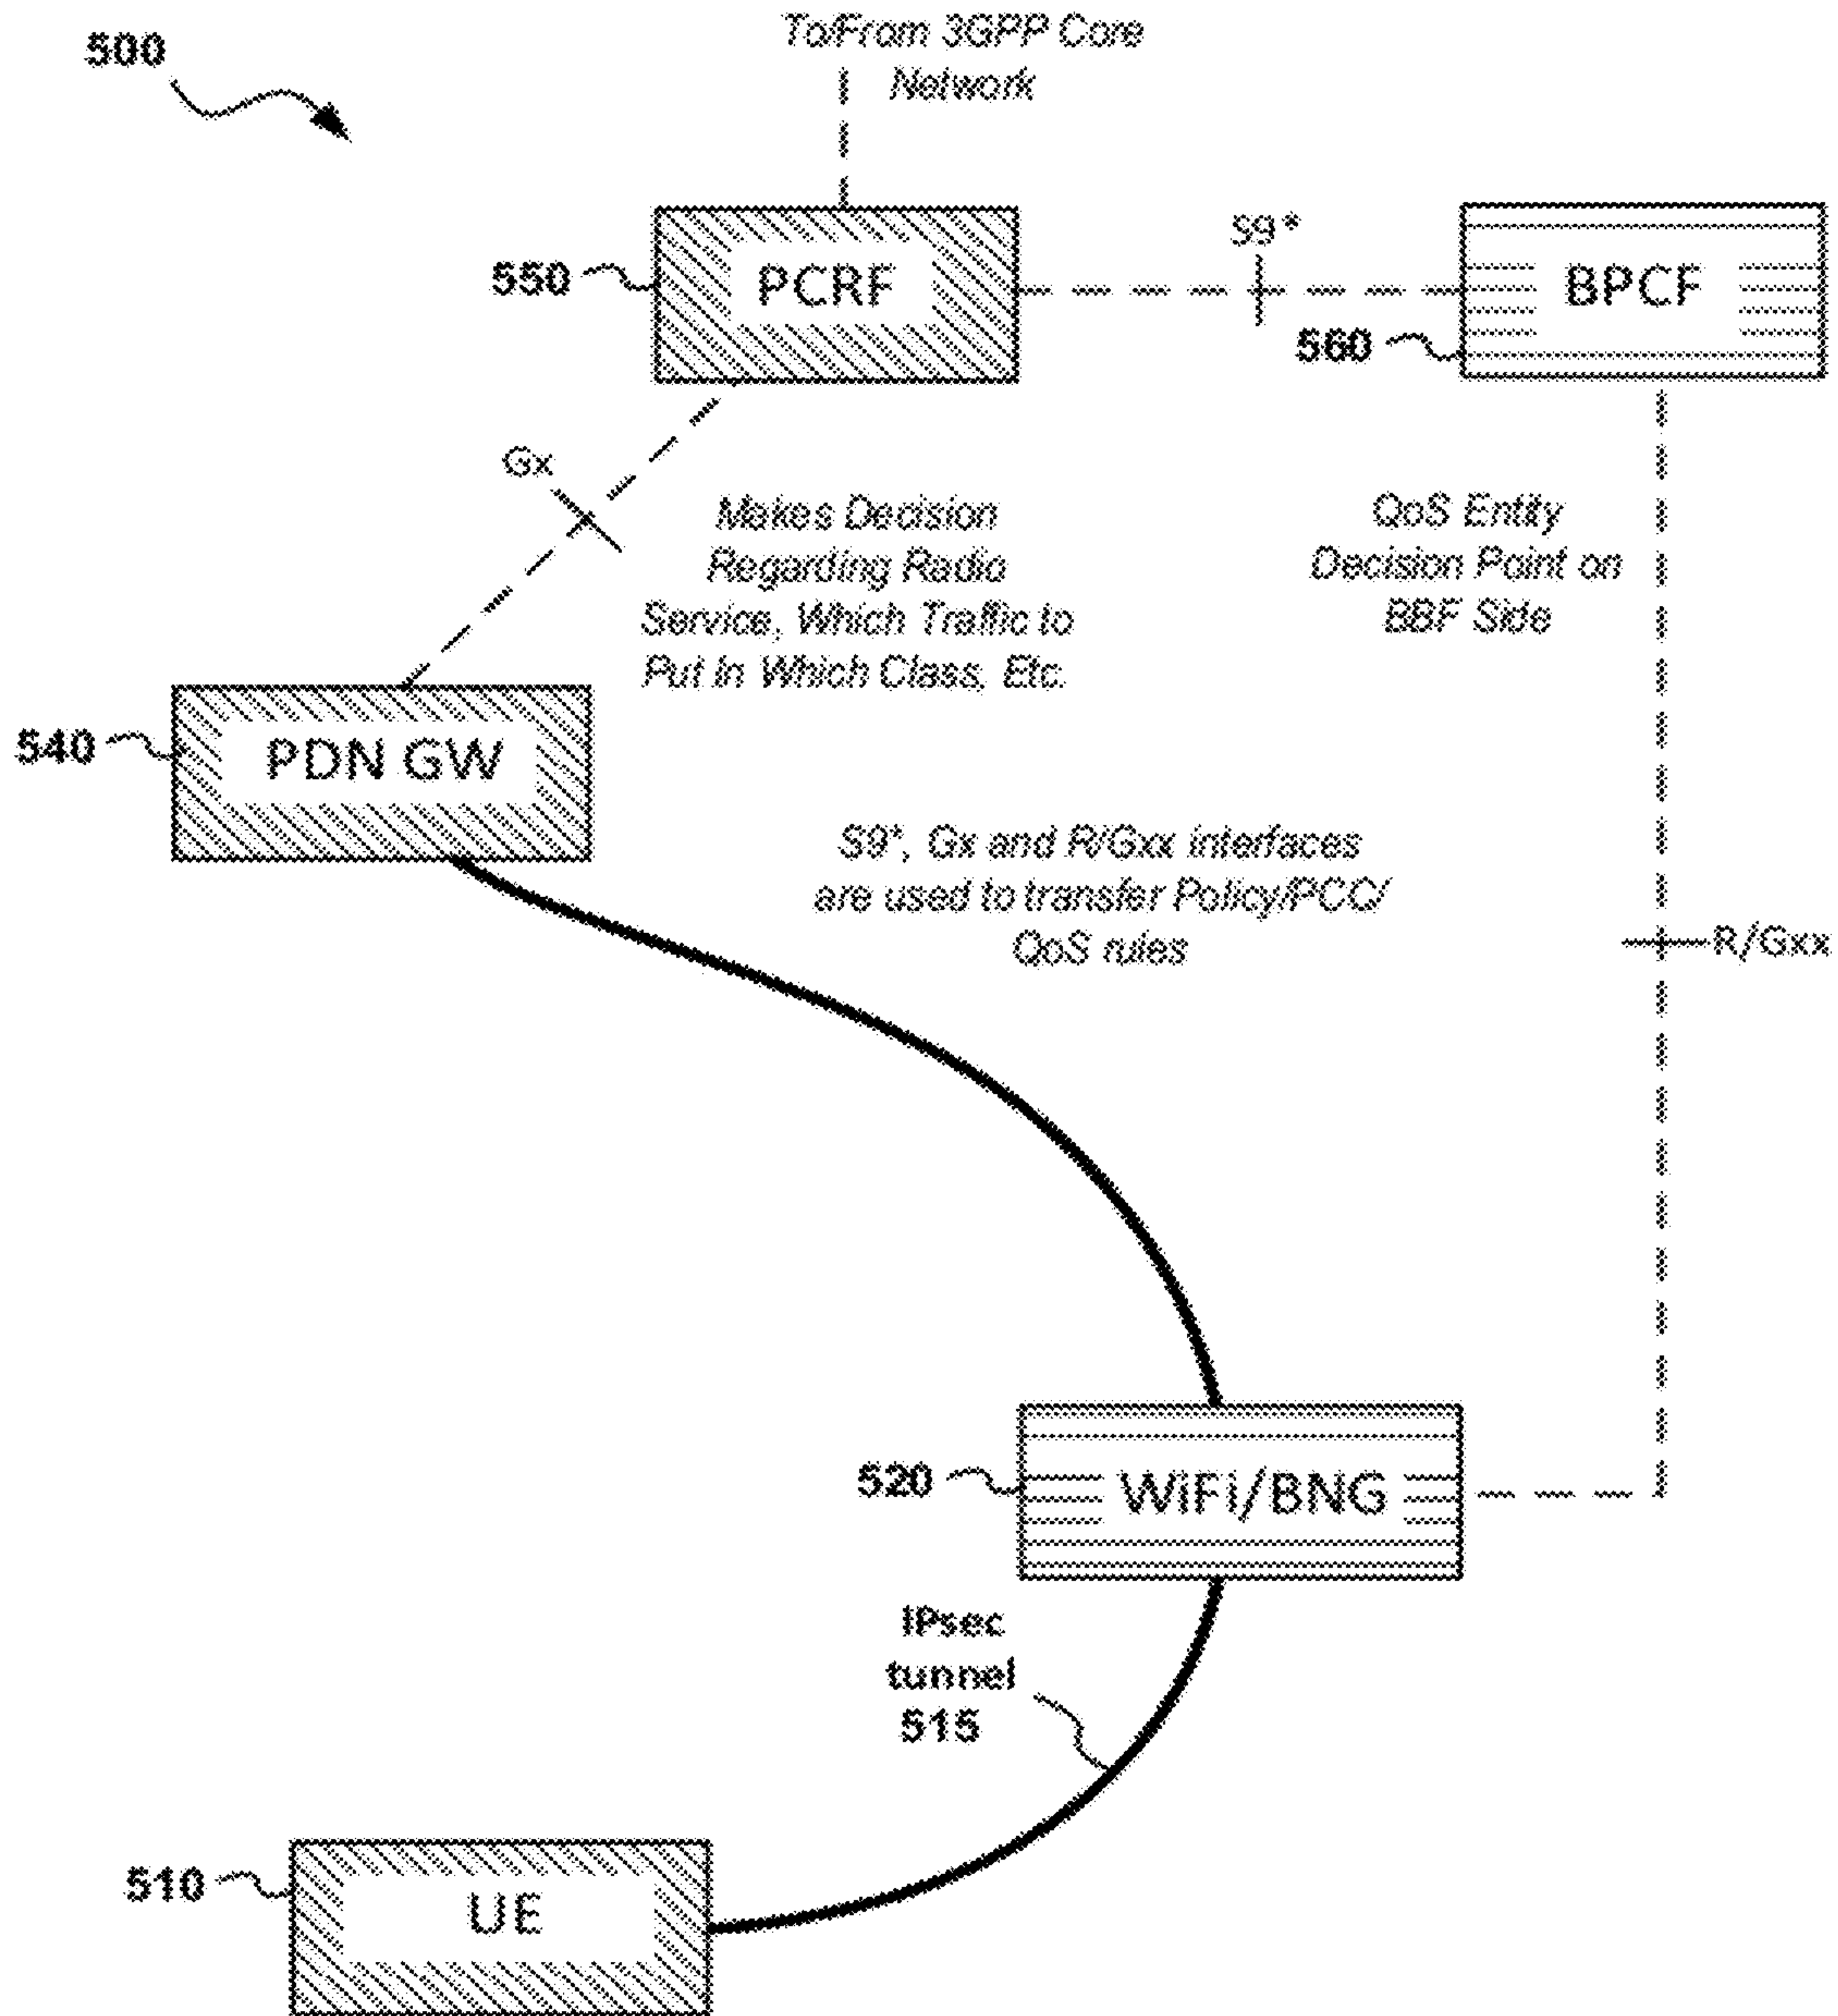 500
To/From 3GPP Core
Network
550
PCRF
S9*
BPCF
560
Gx
Makes Decision
Regarding Radio
Service, Which Traffic to
Put in Which Class, Etc.
QoS Entity
Decision Point on
BBF Side
540
PDN GW
S9*, Gx and R/Gxx interfaces
are used to transfer Policy/PCC/
QoS rules
R/Gxx
520
WiFi/BNG
IPsec
tunnel
515
510
UE